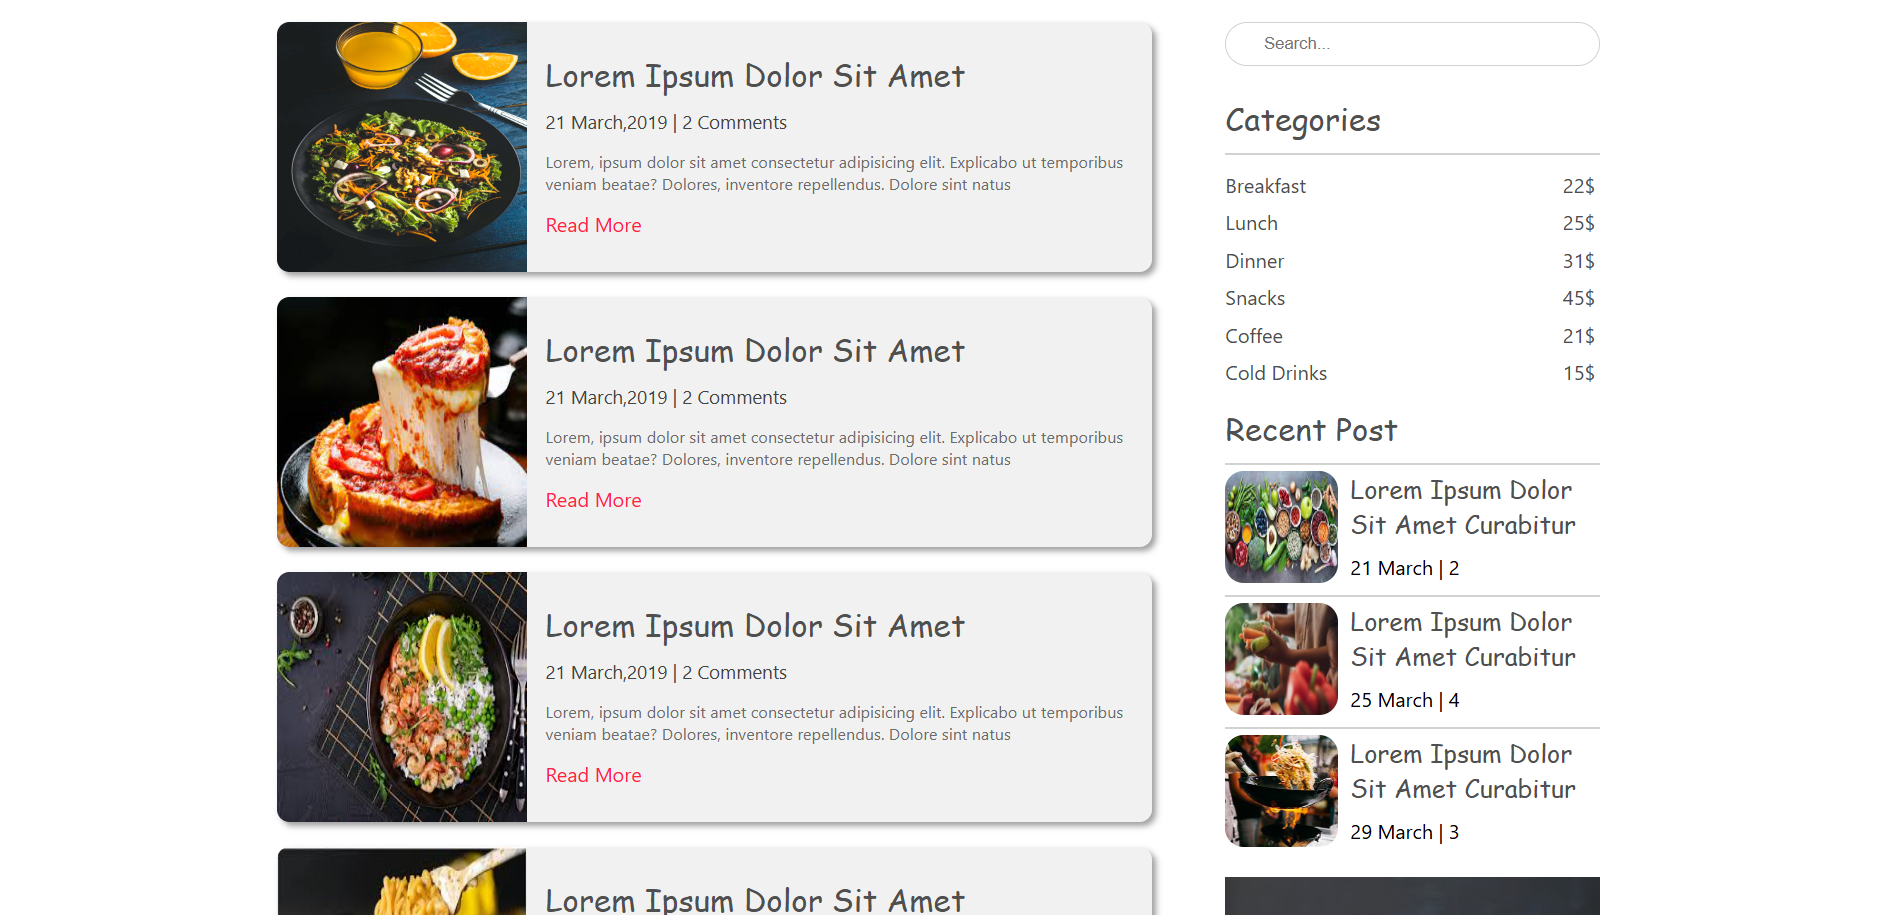 Lorem Ipsum Dolor Sit Amet
21 March,2019 | 2 Comments
Lorem, ipsum dolor sit amet consectetur adipisicing elit. Explicabo ut temporibus
veniam beatae? Dolores, inventore repellendus. Dolore sint natus
Read More
Lorem Ipsum Dolor Sit Amet
21 March,2019 | 2 Comments
Lorem, ipsum dolor sit amet consectetur adipisicing elit. Explicabo ut temporibus
veniam beatae? Dolores, inventore repellendus. Dolore sint natus
Read More
Lorem Ipsum Dolor Sit Amet
21 March,2019 | 2 Comments
Lorem, ipsum dolor sit amet consectetur adipisicing elit. Explicabo ut temporibus
veniam beatae? Dolores, inventore repellendus. Dolore sint natus
Read More
Lorem Ipsum Dolor Sit Amet
Search...
Categories
Breakfast 22$
Lunch 25$
Dinner 31$
Snacks 45$
Coffee 21$
Cold Drinks 15$
Recent Post
Lorem Ipsum Dolor
Sit Amet Curabitur
21 March | 2
Lorem Ipsum Dolor
Sit Amet Curabitur
25 March | 4
Lorem Ipsum Dolor
Sit Amet Curabitur
29 March | 3